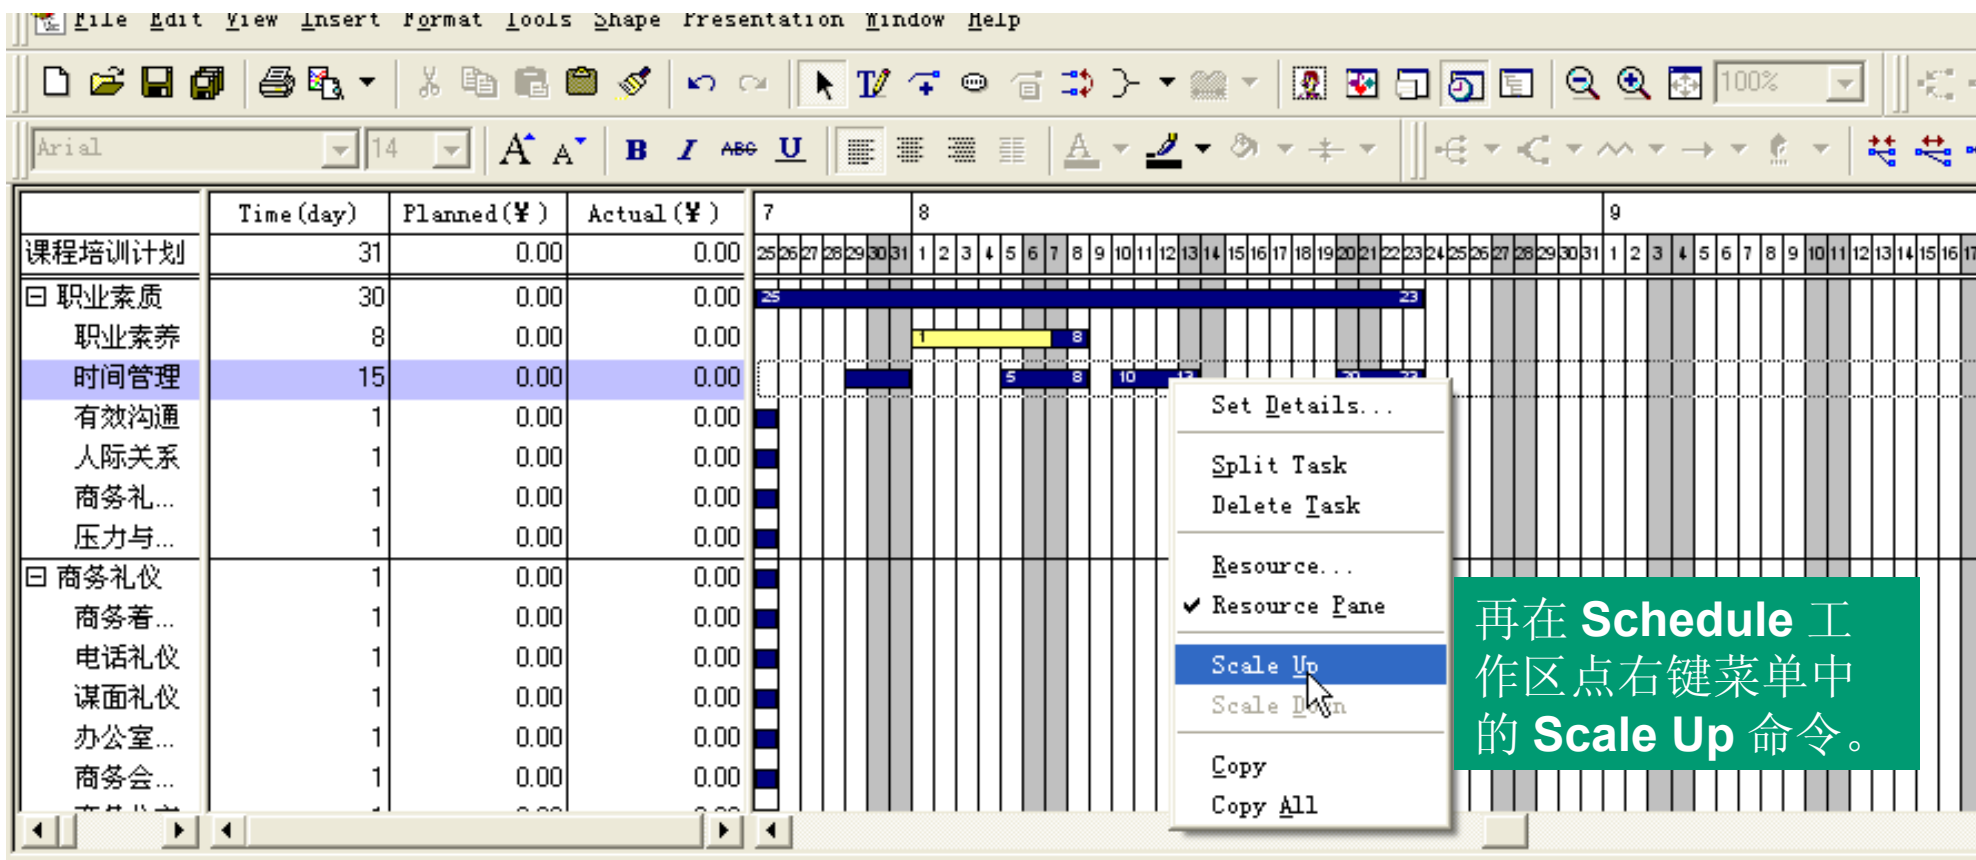 File Edit View Insert Format Tools Shape Presentation Window Help
100%
Arial 14 A A B I ABC U A
Time(day) Planned(¥) Actual(¥) 7 8 9
课程培训计划 31 0.00 0.00 25 26 27 28 29 30 31 1 2 3 4 5 6 7 8 9 10 11 12 13 14 15 16 17 18 19 20 21 22 23 24 25 26 27 28 29 30 31 1 2 3 4 5 6 7 8 9 10 11 12 13 14 15 16 17
职业素质 30 0.00 0.00 25 23
职业素养 8 0.00 0.00 1 8
时间管理 15 0.00 0.00 5 8 10 13 20 23
有效沟通 1 0.00 0.00
人际关系 1 0.00 0.00
商务礼... 1 0.00 0.00
压力与... 1 0.00 0.00
商务礼仪 1 0.00 0.00
商务着... 1 0.00 0.00
电话礼仪 1 0.00 0.00
谋面礼仪 1 0.00 0.00
办公室... 1 0.00 0.00
商务会... 1 0.00 0.00
Set Details...
Split Task
Delete Task
Resource...
Resource Pane
Scale Up
Scale Down
Copy
Copy All
再在 Schedule 工
作区点右键菜单中
的 Scale Up 命令。